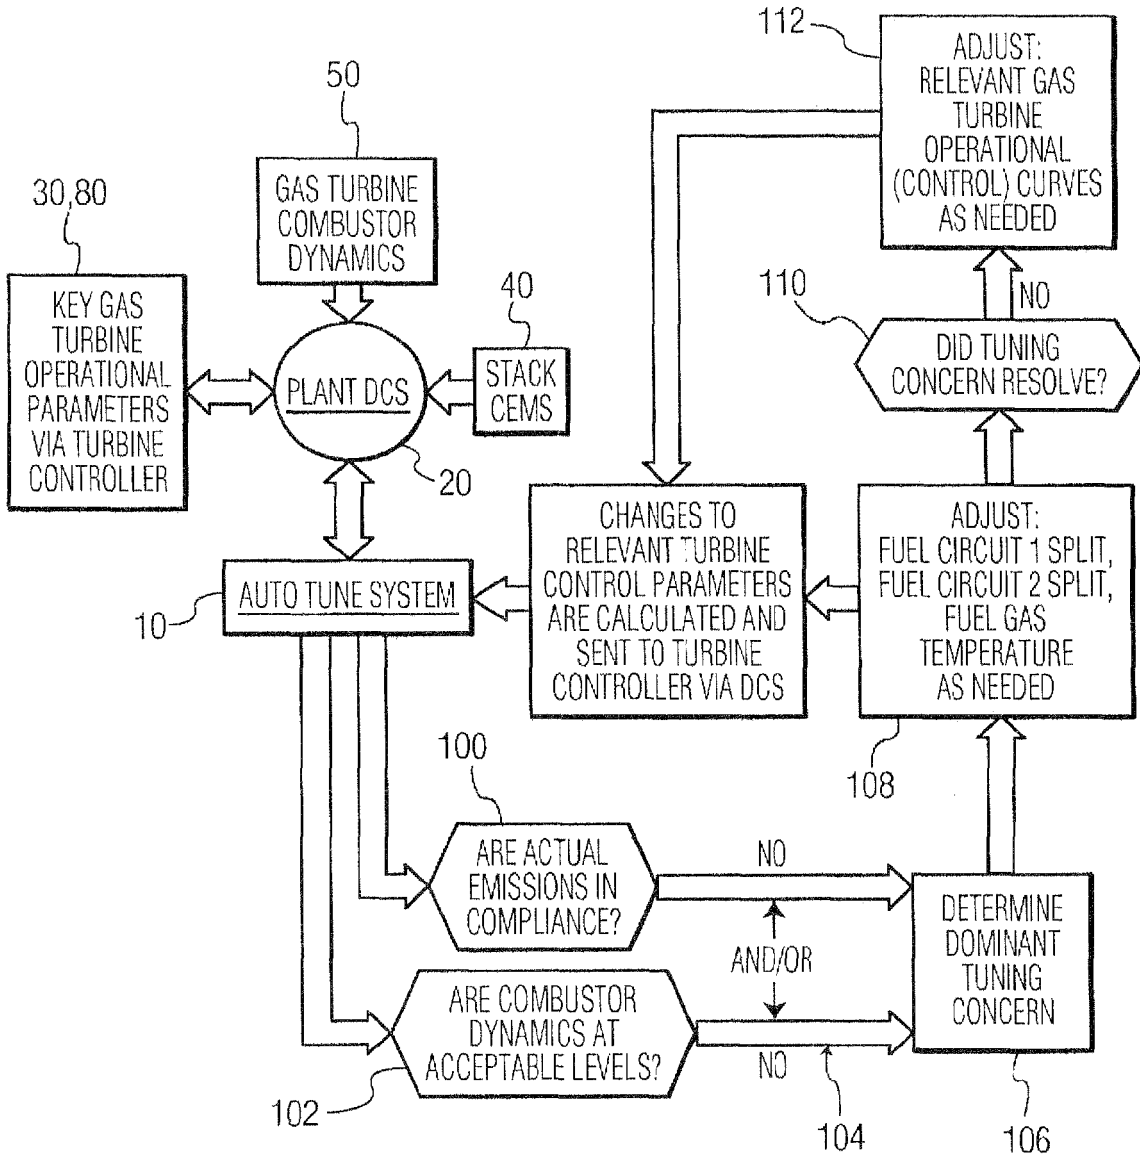 112
ADJUST:
RELEVANT GAS
TURBINE
OPERATIONAL
(CONTROL) CURVES
AS NEEDED
50
GAS TURBINE
COMBUSTOR
DYNAMICS
30,80
KEY GAS
TURBINE
OPERATIONAL
PARAMETERS
VIA TURBINE
CONTROLLER
40
STACK
CEMS
PLANT DCS
20
110
NO
DID TUNING
CONCERN RESOLVE?
AUTO TUNE SYSTEM
10
CHANGES TO
RELEVANT TURBINE
CONTROL PARAMETERS
ARE CALCULATED AND
SENT TO TURBINE
CONTROLLER VIA DCS
ADJUST:
FUEL CIRCUIT 1 SPLIT,
FUEL CIRCUIT 2 SPLIT,
FUEL GAS
TEMPERATURE
AS NEEDED
108
100
ARE ACTUAL
EMISSIONS IN
COMPLIANCE?
NO
AND/OR
ARE COMBUSTOR
DYNAMICS AT
ACCEPTABLE LEVELS?
NO
102
104
DETERMINE
DOMINANT
TUNING
CONCERN
106